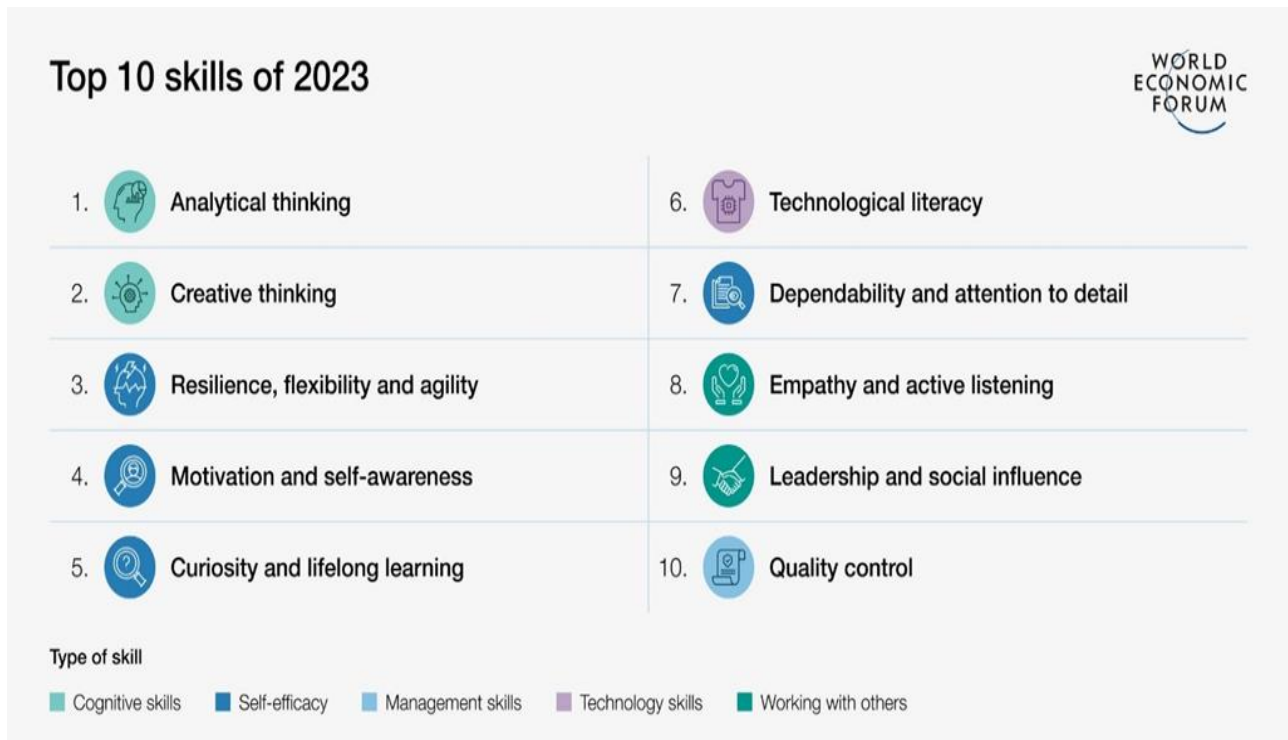 Top 10 skills of 2023
WORLD
ECONOMIC
FORUM
1. Analytical thinking
2. Creative thinking
3. Resilience, flexibility and agility
4. Motivation and self-awareness
5. Curiosity and lifelong learning
6. Technological literacy
7. Dependability and attention to detail
8. Empathy and active listening
9. Leadership and social influence
10. Quality control
Type of skill
Cognitive skills Self-efficacy Management skills Technology skills Working with others